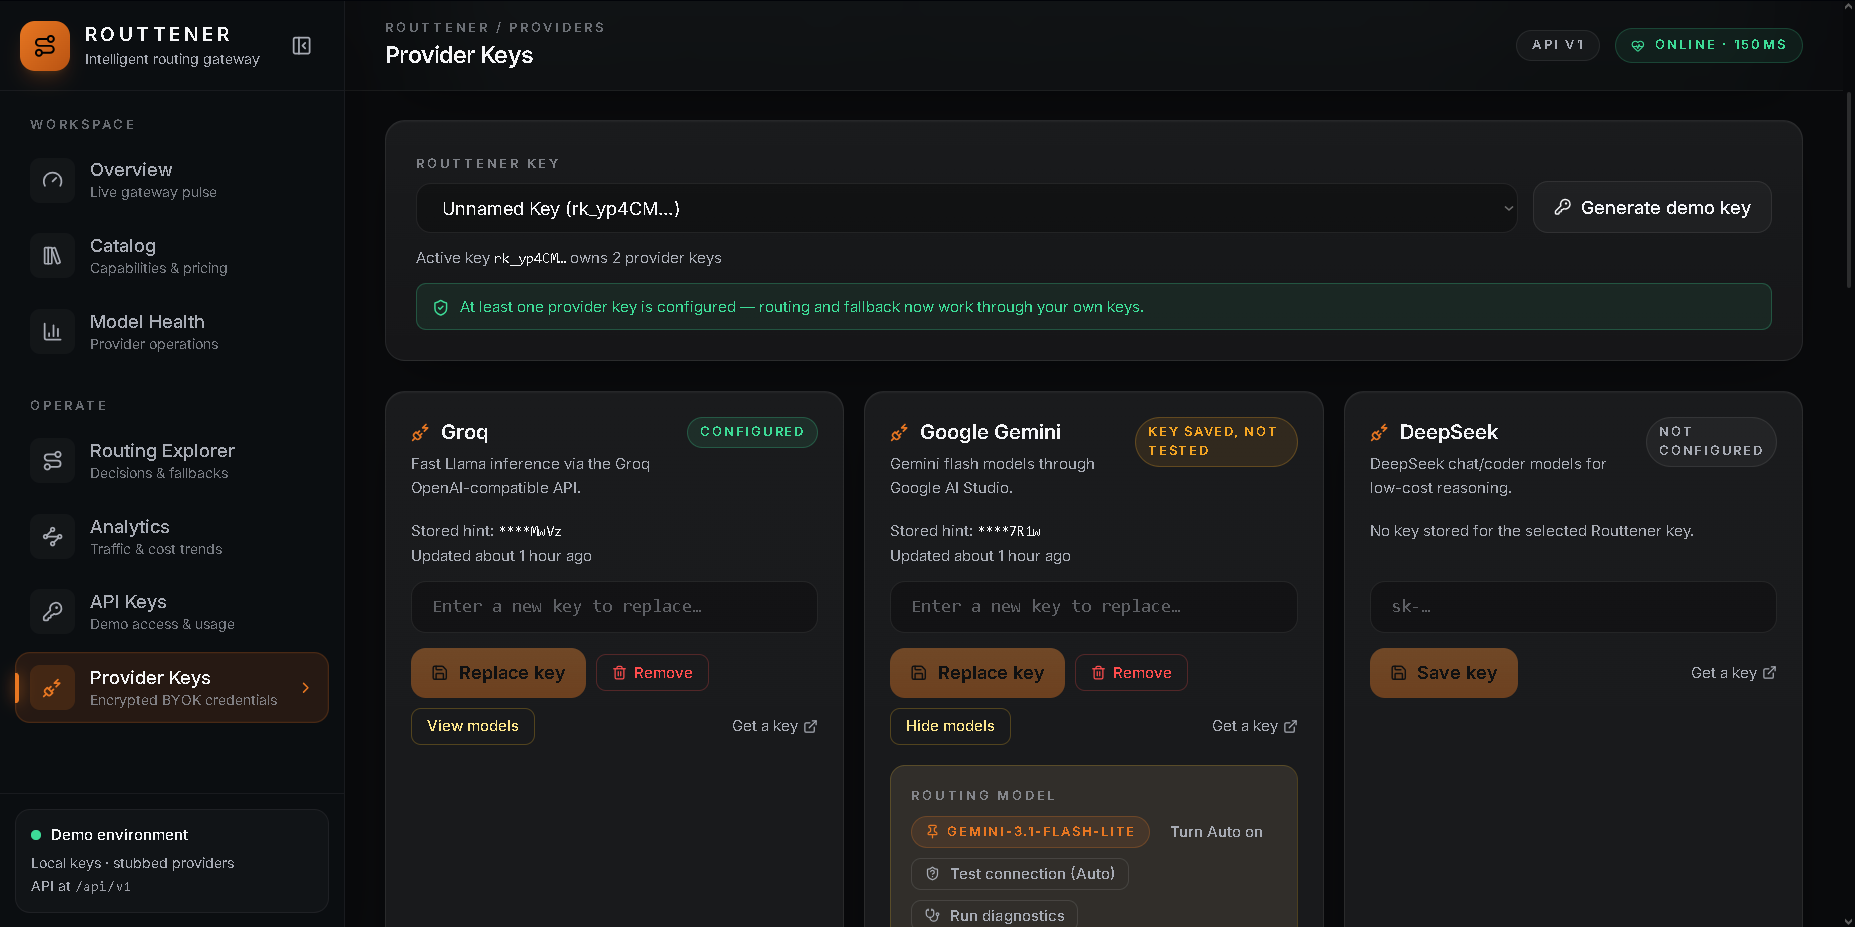 ROUTTENER
Intelligent routing gateway
WORKSPACE
Overview
Live gateway pulse
Catalog
Capabilities & pricing
Model Health
Provider operations
OPERATE
Routing Explorer
Decisions & fallbacks
Analytics
Traffic & cost trends
API Keys
Demo access & usage
Provider Keys
Encrypted BYOK credentials
Demo environment
Local keys · stubbed providers
API at /api/v1
ROUTTENER / PROVIDERS
Provider Keys
API V1
ONLINE · 150MS
ROUTTENER KEY
Unnamed Key (rk_yp4CM...)
Generate demo key
Active key rk_yp4CM… owns 2 provider keys
At least one provider key is configured — routing and fallback now work through your own keys.
Groq
CONFIGURED
Fast Llama inference via the Groq
OpenAI-compatible API.
Stored hint: ****MwVz
Updated about 1 hour ago
Enter a new key to replace…
Replace key
Remove
View models
Get a key
Google Gemini
KEY SAVED, NOT
TESTED
Gemini flash models through
Google AI Studio.
Stored hint: ****7R1w
Updated about 1 hour ago
Enter a new key to replace…
Replace key
Remove
Hide models
Get a key
ROUTING MODEL
GEMINI-3.1-FLASH-LITE
Turn Auto on
Test connection (Auto)
Run diagnostics
DeepSeek
NOT
CONFIGURED
DeepSeek chat/coder models for
low-cost reasoning.
No key stored for the selected Routtener key.
sk-…
Save key
Get a key